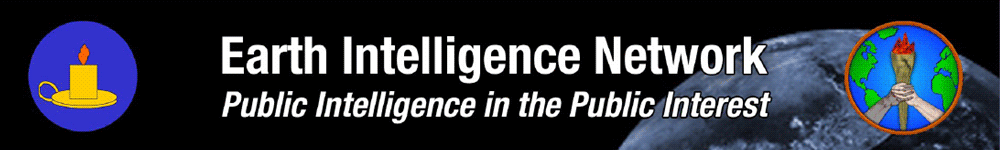 Earth Intelligence Network
Public Intelligence in the Public Interest